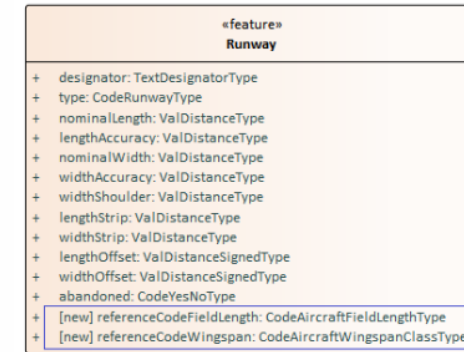 «feature»
Runway
+ designator: TextDesignatorType
+ type: CodeRunwayType
+ nominalLength: ValDistanceType
+ lengthAccuracy: ValDistanceType
+ nominalWidth: ValDistanceType
+ widthAccuracy: ValDistanceType
+ widthShoulder: ValDistanceType
+ lengthStrip: ValDistanceType
+ widthStrip: ValDistanceType
+ lengthOffset: ValDistanceSignedType
+ widthOffset: ValDistanceSignedType
+ abandoned: CodeYesNoType
+ [new] referenceCodeFieldLength: CodeAircraftFieldLengthType
+ [new] referenceCodeWingspan: CodeAircraftWingspanClassType